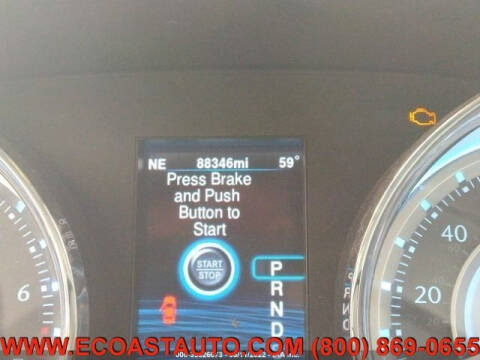 NE 88346mi 59°
Press Brake
and Push
Button to
Start
START
STOP
P
R
N
D
6
40
20
WWW.ECOASTAUTO.COM (800) 869-0655